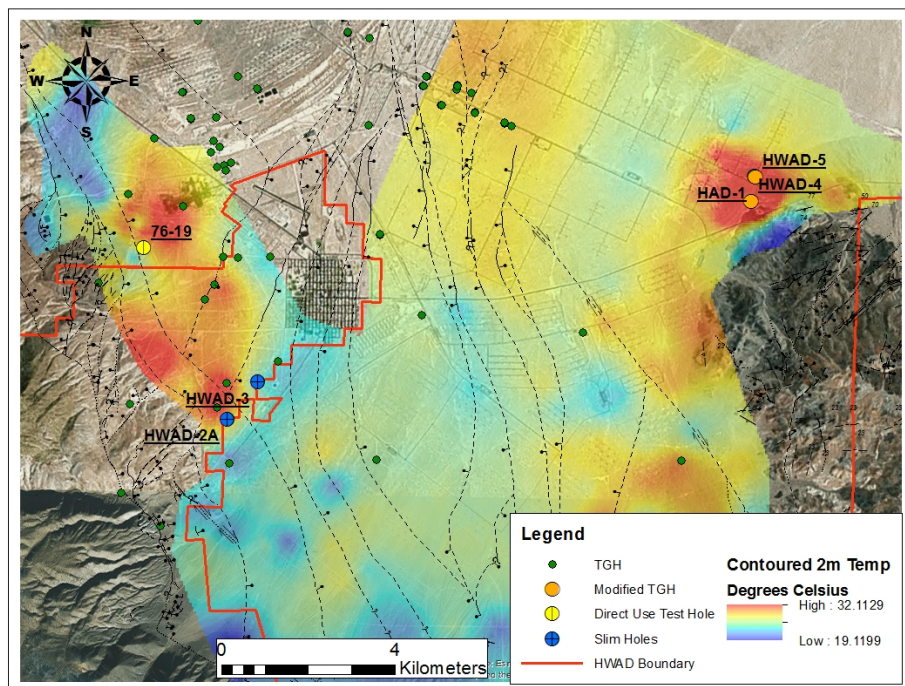 N
W E
S
HWAD-5
HAD-1 HWAD-4
76-19
HWAD-3
HWAD-2A
Legend
TGH
Modified TGH
Direct Use Test Hole
Slim Holes
HWAD Boundary
Contoured 2m Temp
Degrees Celsius
High : 32.1129
Low : 19.1199
0 4
Kilometers